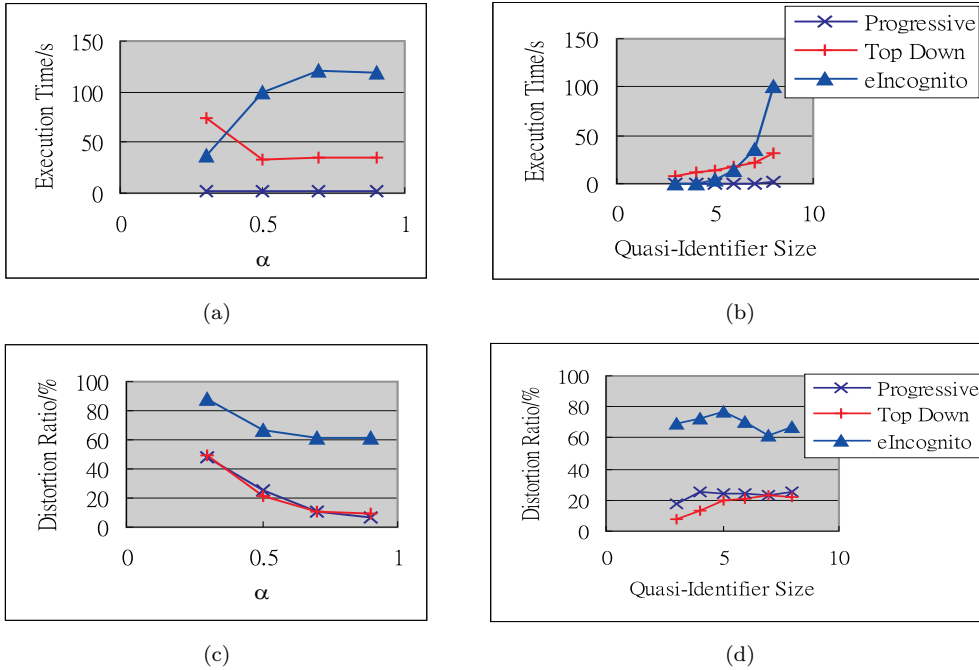 150
100
50
0
Execution Time/s
0
0.5
1
α
(a)
Progressive
Top Down
eIncognito
150
100
50
0
Execution Time/s
0
5
10
Quasi-Identifier Size
(b)
100
80
60
40
20
0
Distortion Ratio/%
0
0.5
1
α
(c)
Progressive
Top Down
eIncognito
100
80
60
40
20
0
Distortion Ratio/%
0
5
10
Quasi-Identifier Size
(d)